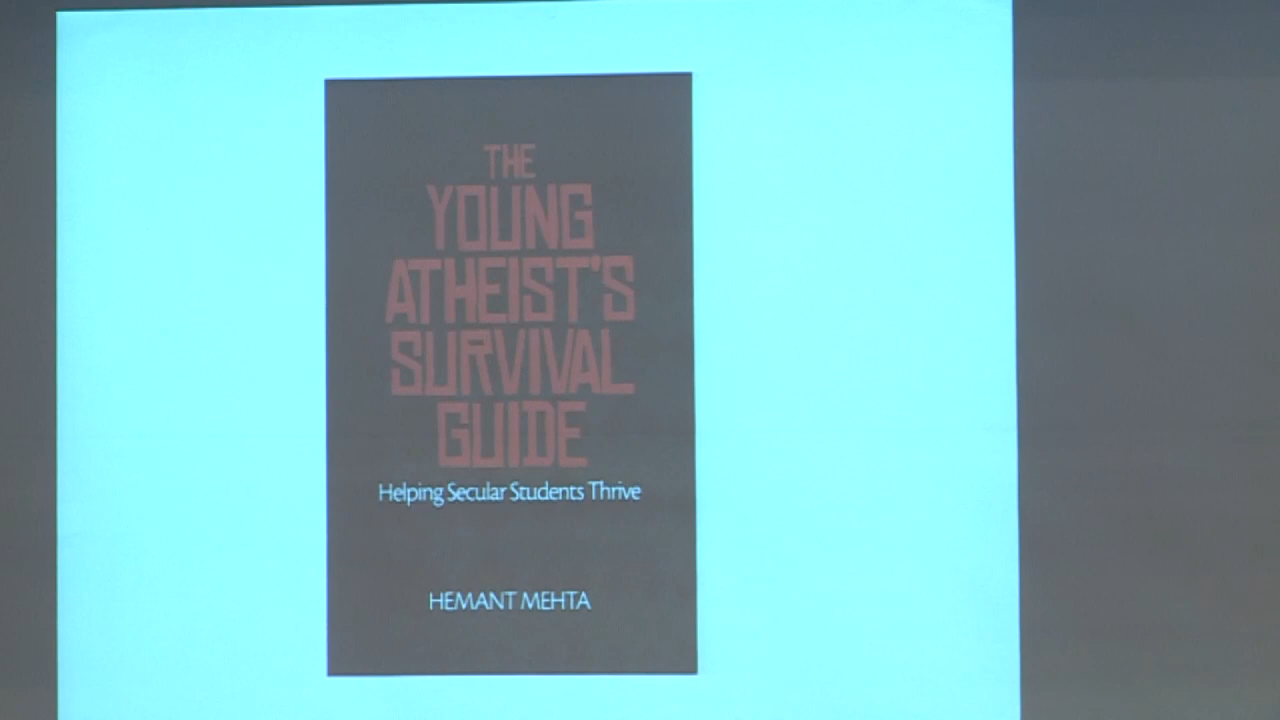 THE
YOUNG
ATHEIST'S
SURVIVAL
GUIDE
Helping Secular Students Thrive
HEMANT MEHTA